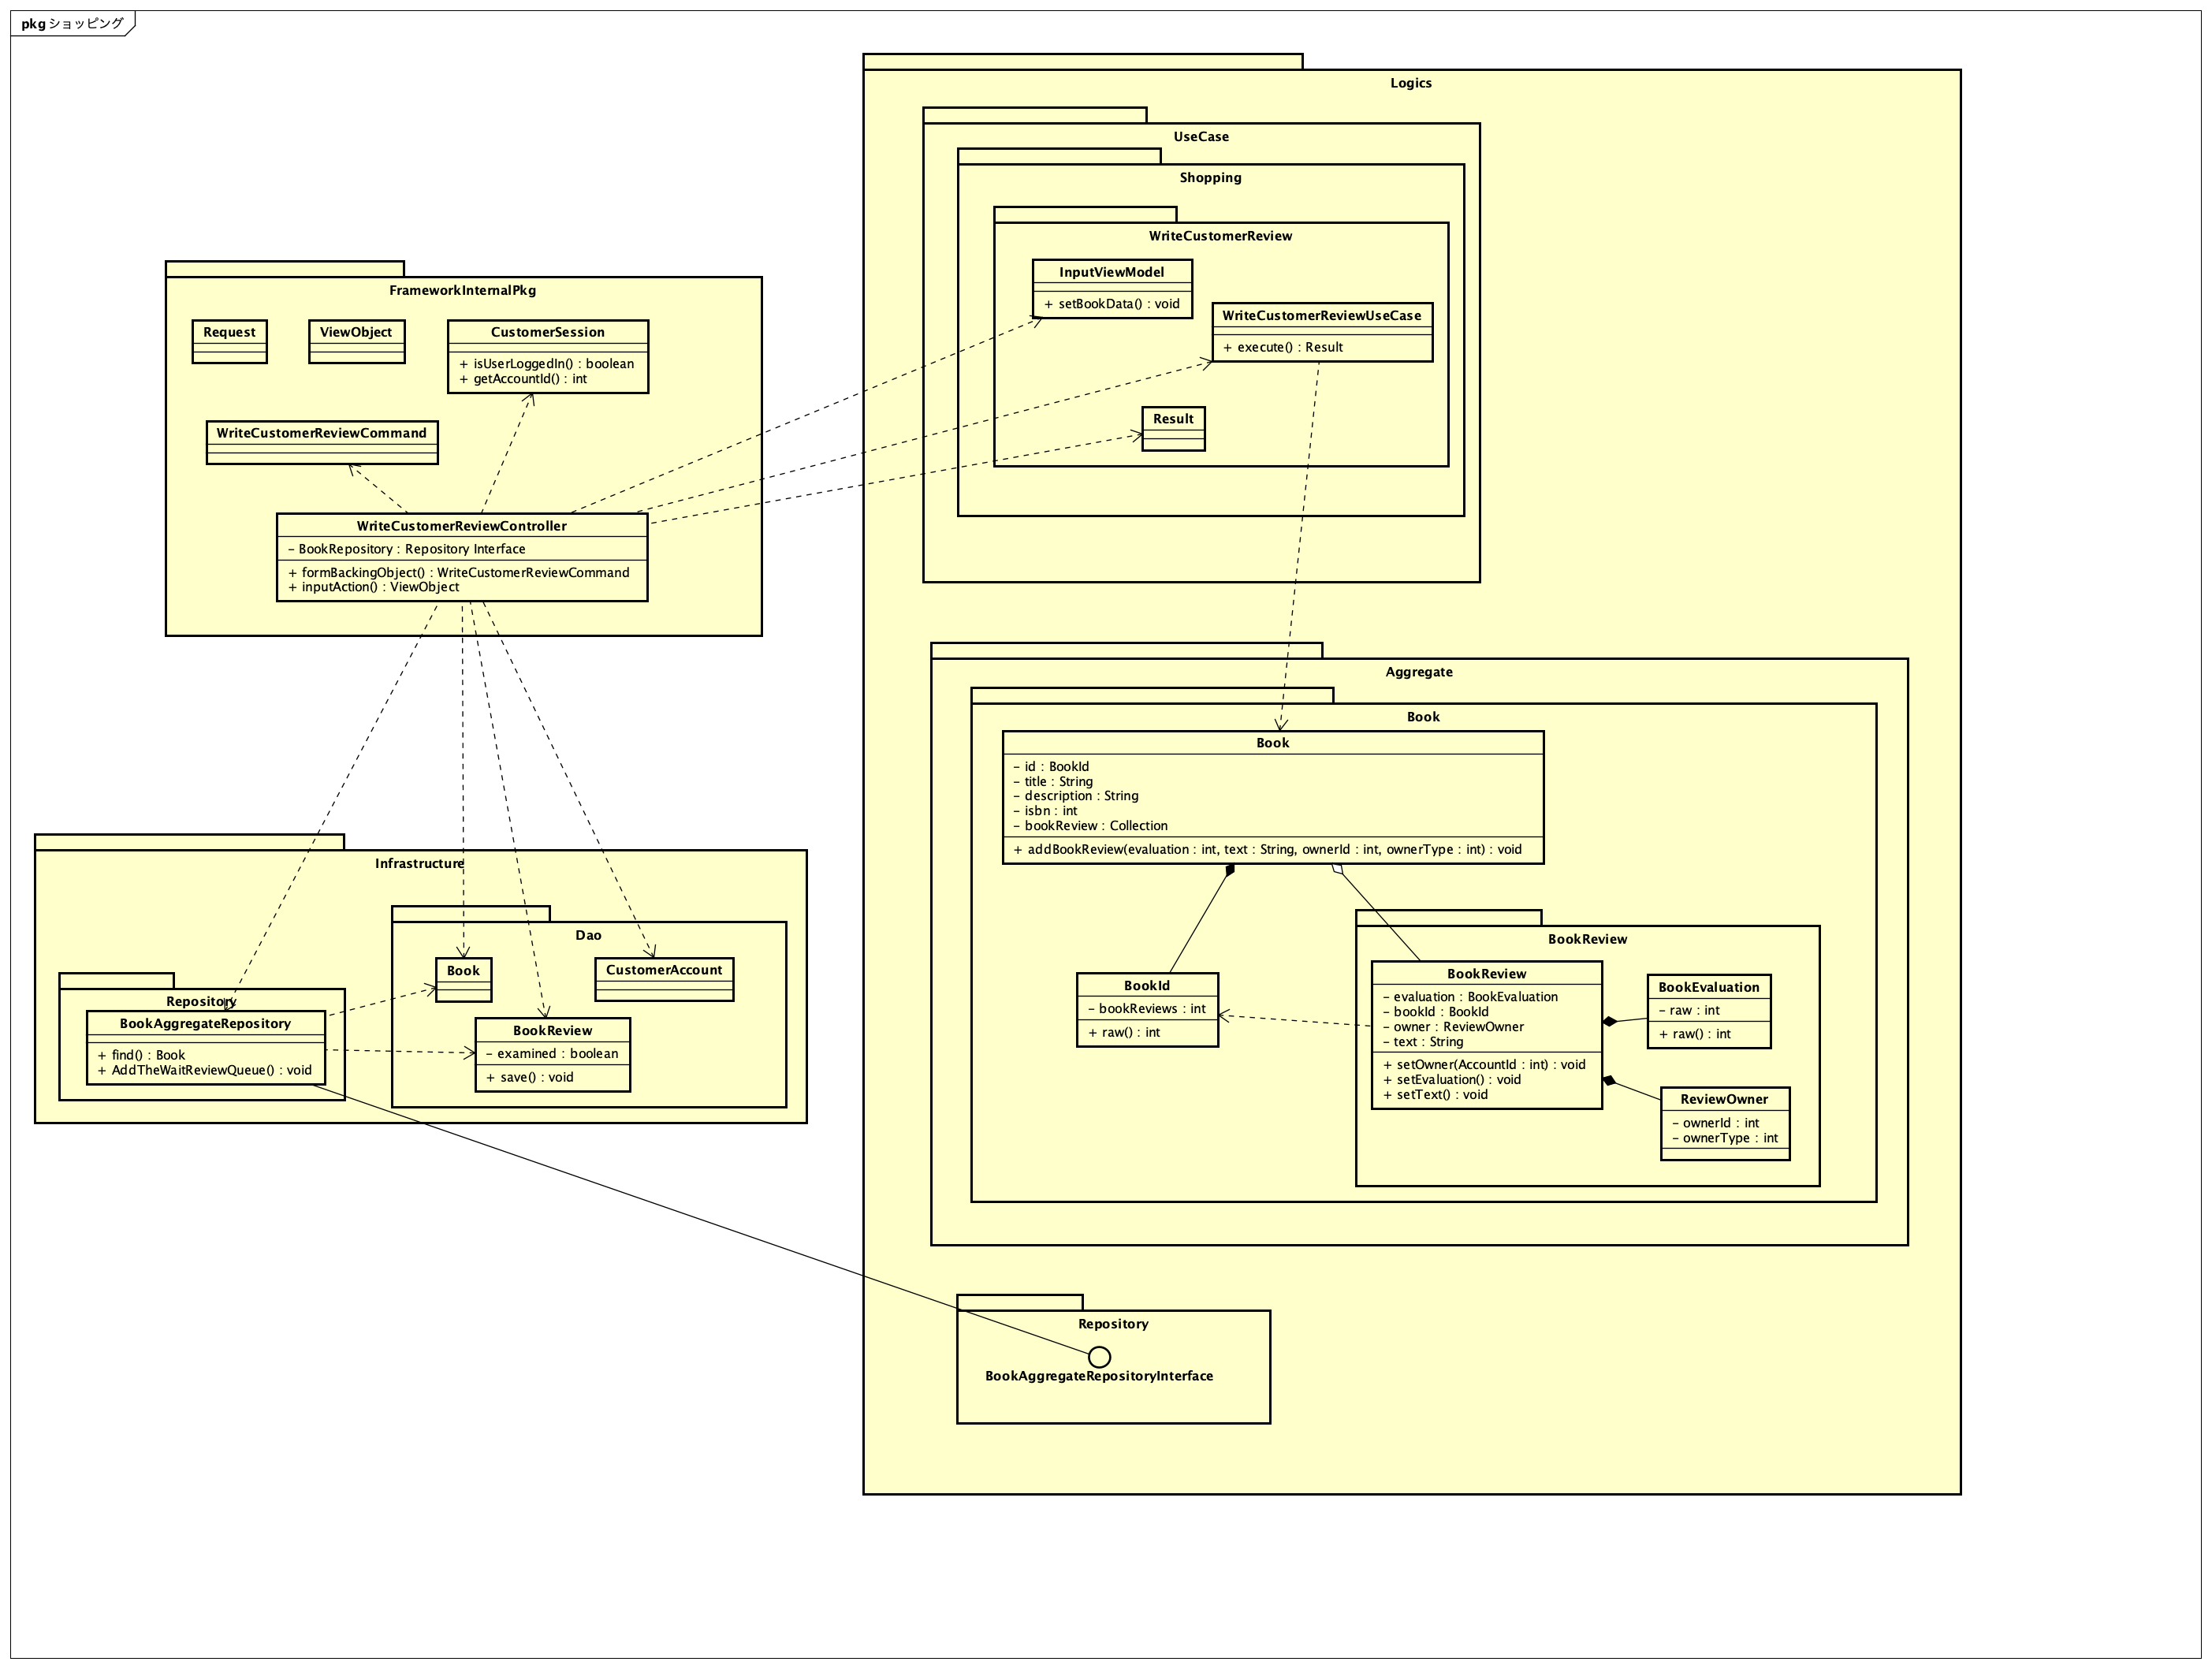 pkg ショッピング
Logics
UseCase
Shopping
WriteCustomerReview
InputViewModel
+ setBookData() : void
WriteCustomerReviewUseCase
+ execute() : Result
Result
FrameworkInternalPkg
Request
ViewObject
CustomerSession
+ isUserLoggedIn() : boolean
+ getAccountId() : int
WriteCustomerReviewCommand
WriteCustomerReviewController
- BookRepository : Repository Interface
+ formBackingObject() : WriteCustomerReviewCommand
+ inputAction() : ViewObject
Aggregate
Book
Book
- id : BookId
- title : String
- description : String
- isbn : int
- bookReview : Collection
+ addBookReview(evaluation : int, text : String, ownerId : int, ownerType : int) : void
Infrastructure
Dao
Book
CustomerAccount
BookReview
- examined : boolean
+ save() : void
Repository
BookAggregateRepository
+ find() : Book
+ AddTheWaitReviewQueue() : void
BookId
- bookReviews : int
+ raw() : int
BookReview
BookReview
- evaluation : BookEvaluation
- bookId : BookId
- owner : ReviewOwner
- text : String
+ setOwner(AccountId : int) : void
+ setEvaluation() : void
+ setText() : void
BookEvaluation
- raw : int
+ raw() : int
ReviewOwner
- ownerId : int
- ownerType : int
Repository
BookAggregateRepositoryInterface